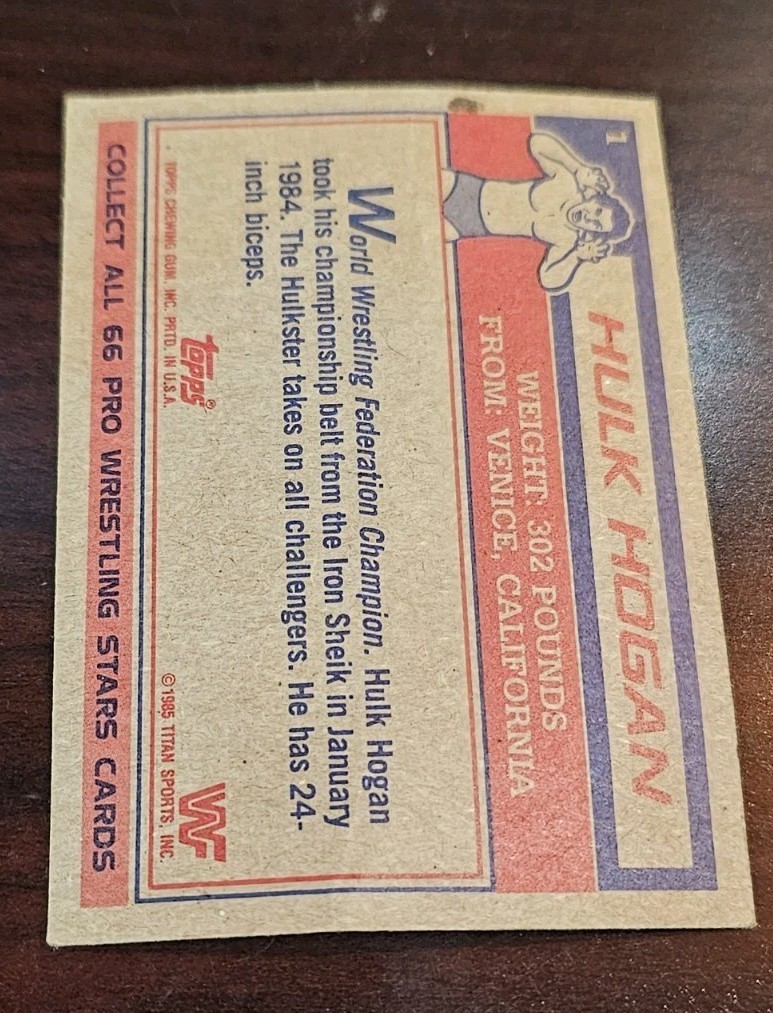 1
HULK HOGAN
WEIGHT: 302 POUNDS
FROM: VENICE, CALIFORNIA
World Wrestling Federation Champion. Hulk Hogan
took his championship belt from the Iron Sheik in January
1984. The Hulkster takes on all challengers. He has 24-
inch biceps.
topps®
WF
* TOPPS CHEWING GUM, INC. PRTD. IN U.S.A.
©1985 TITAN SPORTS, INC.
COLLECT ALL 66 PRO WRESTLING STARS CARDS